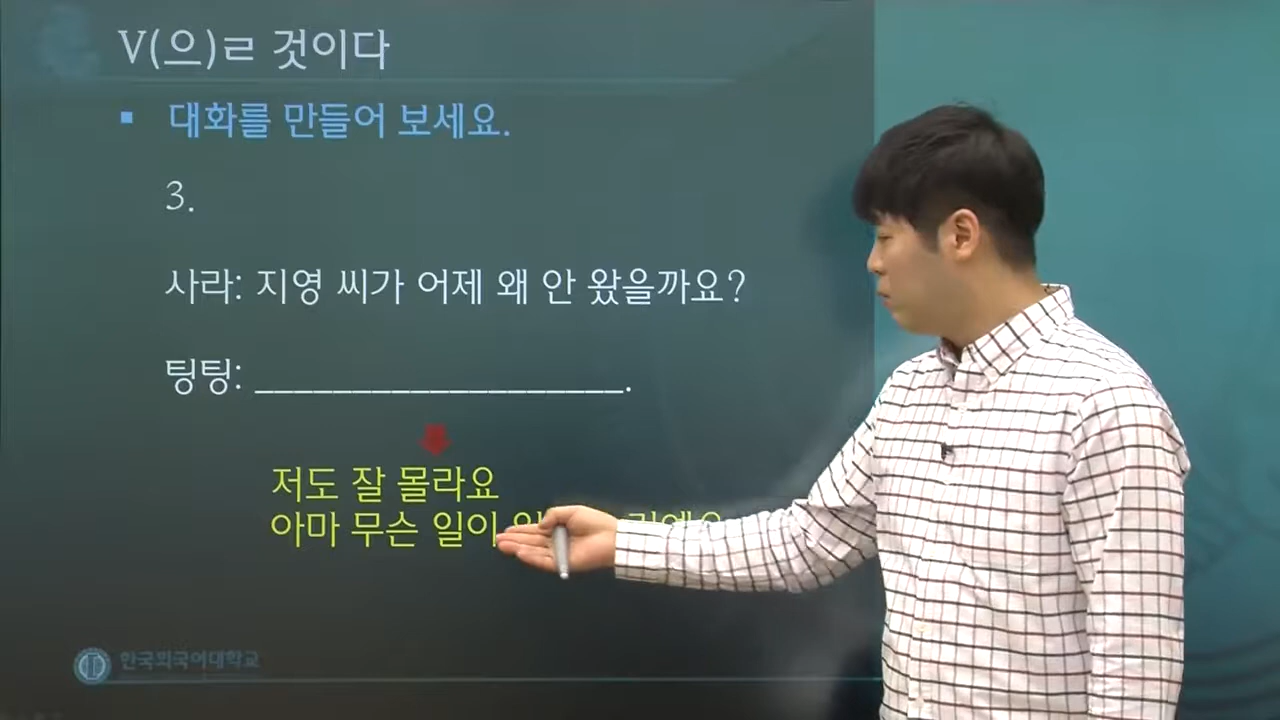 V(으)ㄹ 것이다
▪ 대화를 만들어 보세요.
3.
사라: 지영 씨가 어제 왜 안 왔을까요?
팅팅: ___________________.
저도 잘 몰라요
아마 무슨 일이
한국외국어대학교